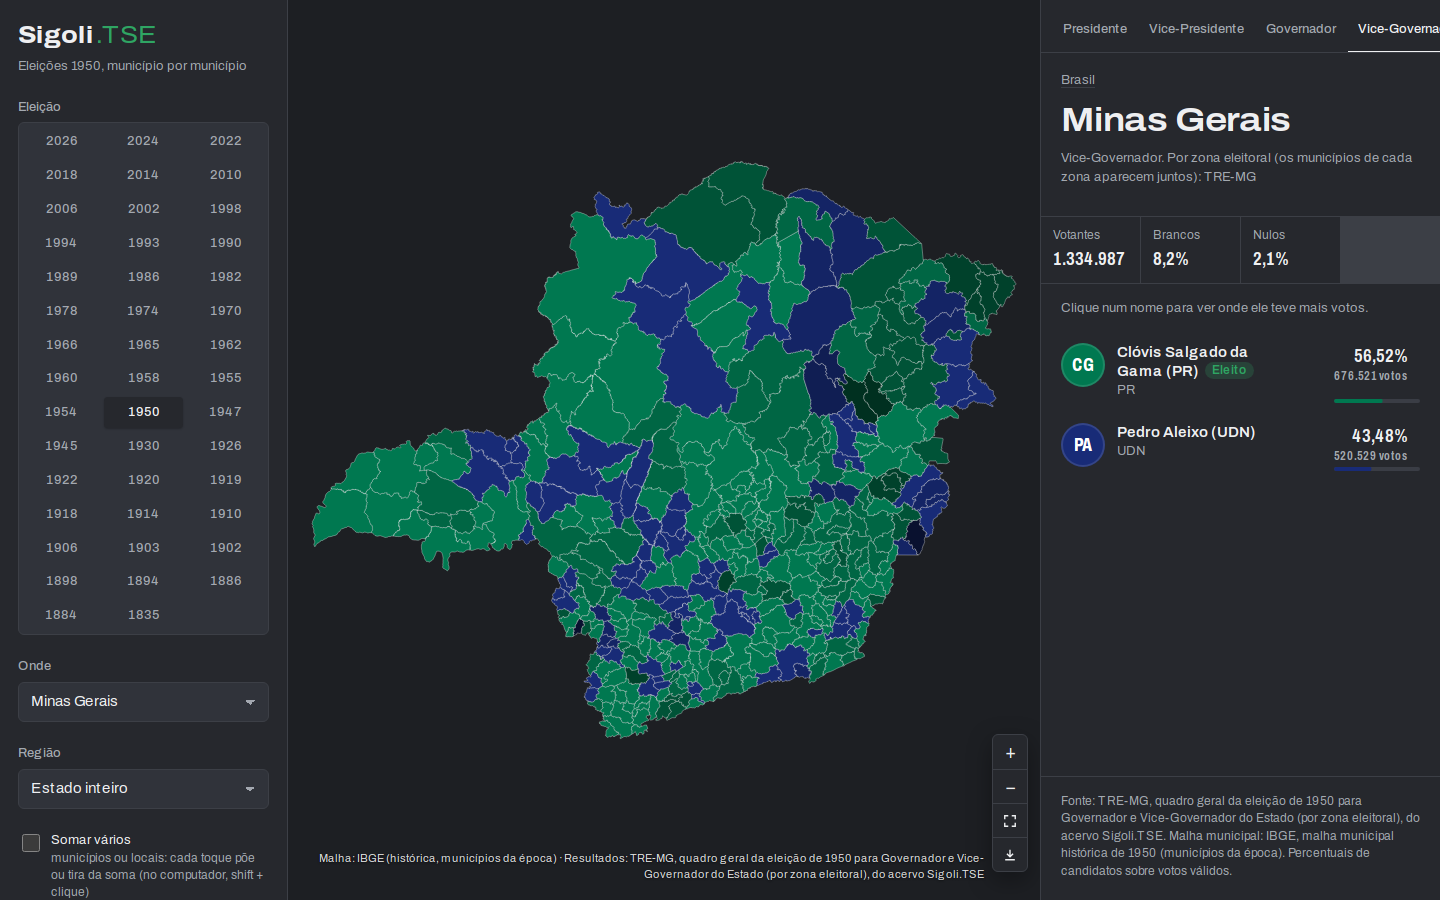 Sigoli.TSE
Eleições 1950, município por município
Eleição
2026 2024 2022
2018 2014 2010
2006 2002 1998
1994 1993 1990
1989 1986 1982
1978 1974 1970
1966 1965 1962
1960 1958 1955
1954 1950 1947
1945 1930 1926
1922 1920 1919
1918 1914 1910
1906 1903 1902
1898 1894 1886
1884 1835
Onde
Minas Gerais
Região
Estado inteiro
Somar vários
municípios ou locais: cada toque põe
ou tira da soma (no computador, shift +
clique)
+
−
Malha: IBGE (histórica, municípios da época) · Resultados: TRE-MG, quadro geral da eleição de 1950 para Governador e Vice-
Governador do Estado (por zona eleitoral), do acervo Sigoli.TSE
Presidente Vice-Presidente Governador Vice-Governa
Brasil
Minas Gerais
Vice-Governador. Por zona eleitoral (os municípios de cada
zona aparecem juntos): TRE-MG
Votantes Brancos Nulos
1.334.987 8,2% 2,1%
Clique num nome para ver onde ele teve mais votos.
CG Clóvis Salgado da 56,52%
Gama (PR) Eleito 676.521 votos
PR
PA Pedro Aleixo (UDN) 43,48%
UDN 520.529 votos
Fonte: TRE-MG, quadro geral da eleição de 1950 para
Governador e Vice-Governador do Estado (por zona eleitoral), do
acervo Sigoli.TSE. Malha municipal: IBGE, malha municipal
histórica de 1950 (municípios da época). Percentuais de
candidatos sobre votos válidos.